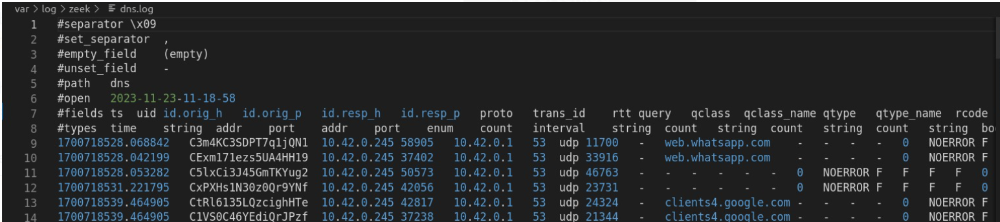 var > log > zeek > dns.log
1 #separator \x09
2 #set_separator ,
3 #empty_field (empty)
4 #unset_field -
5 #path dns
6 #open 2023-11-23-11-18-58
7 #fields ts uid id.orig_h id.orig_p id.resp_h id.resp_p proto trans_id rtt query qclass qclass_name qtype qtype_name rcode
8 #types time string addr port addr port enum count interval string count string count string count string bo
9 1700718528.068842 C3m4KC3SDPT7q1jQN1 10.42.0.245 58905 10.42.0.1 53 udp 11700 - web.whatsapp.com - - - - 0 NOERROR F
10 1700718528.042199 CExm171ezs5UA4HH19 10.42.0.245 37402 10.42.0.1 53 udp 33916 - web.whatsapp.com - - - - 0 NOERROR F
11 1700718528.053282 C5lxCi3J45GmTKYug2 10.42.0.245 50573 10.42.0.1 53 udp 46763 - - - - - - 0 NOERROR F F F F 0
12 1700718531.221795 CxPXHs1N30z0Qr9YNf 10.42.0.245 42056 10.42.0.1 53 udp 23731 - - - - - - 0 NOERROR F F F F 0
13 1700718539.464905 CtRl6135LQzcighHTe 10.42.0.245 42817 10.42.0.1 53 udp 24324 - clients4.google.com - - - - 0 NOERROR F
14 1700718539.464905 C1VS0C46YEdiQrJPzf 10.42.0.245 37238 10.42.0.1 53 udp 21344 - clients4.google.com - - - - 0 NOERROR F